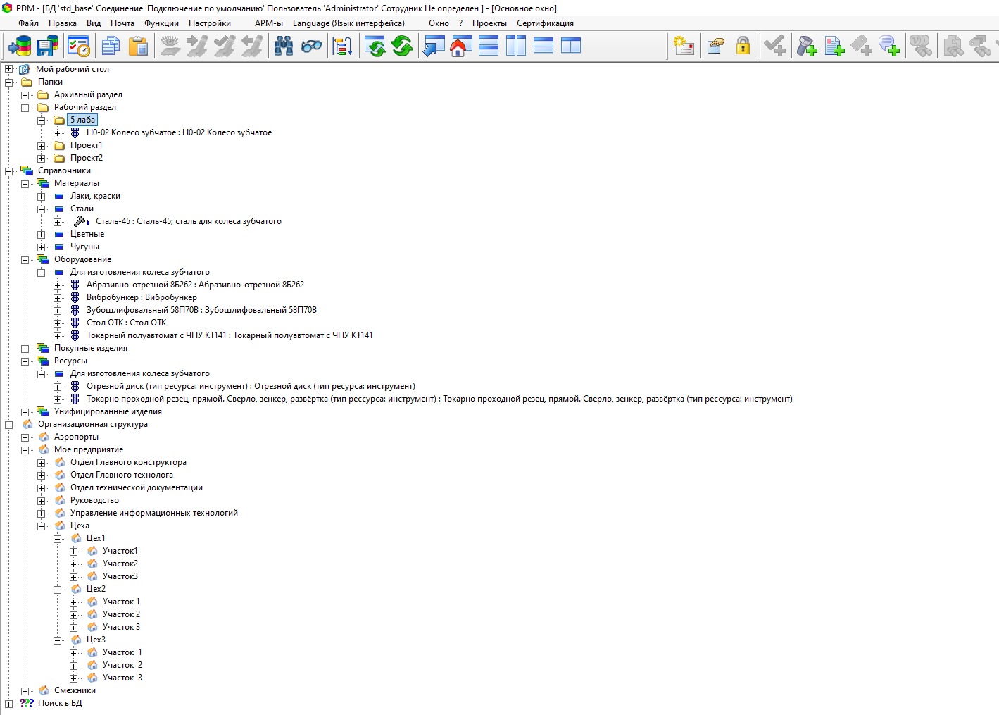 PDM - [БД 'std_base' Соединение 'Подключение по умолчанию' Пользователь 'Administrator' Сотрудник Не определен ] - [Основное окно]
Файл Правка Вид Почта Функции Настройки АРМ-ы Language (Язык интерфейса) Окно ? Проекты Сертификация
Мой рабочий стол
Папки
Архивный раздел
Рабочий раздел
5 лаба
Н0-02 Колесо зубчатое : Н0-02 Колесо зубчатое
Проект1
Проект2
Справочники
Материалы
Лаки, краски
Стали
Сталь-45 : Сталь-45; сталь для колеса зубчатого
Цветные
Чугуны
Оборудование
Для изготовления колеса зубчатого
Абразивно-отрезной 8Б262 : Абразивно-отрезной 8Б262
Вибробункер : Вибробункер
Зубошлифовальный 58П70В : Зубошлифовальный 58П70В
Стол ОТК : Стол ОТК
Токарный полуавтомат с ЧПУ КТ141 : Токарный полуавтомат с ЧПУ КТ141
Покупные изделия
Ресурсы
Для изготовления колеса зубчатого
Отрезной диск (тип ресурса: инструмент) : Отрезной диск (тип ресурса: инструмент)
Токарно проходной резец, прямой. Сверло, зенкер, развёртка (тип ресурса: инструмент) : Токарно проходной резец, прямой. Сверло, зенкер, развёртка (тип рессурса: инструмент)
Унифицированные изделия
Организационная структура
Аэропорты
Мое предприятие
Отдел Главного конструктора
Отдел Главного технолога
Отдел технической документации
Руководство
Управление информационных технологий
Цеха
Цех1
Участок1
Участок2
Участок3
Цех2
Участок 1
Участок 2
Участок 3
Цех3
Участок  1
Участок  2
Участок  3
Смежники
??? Поиск в БД